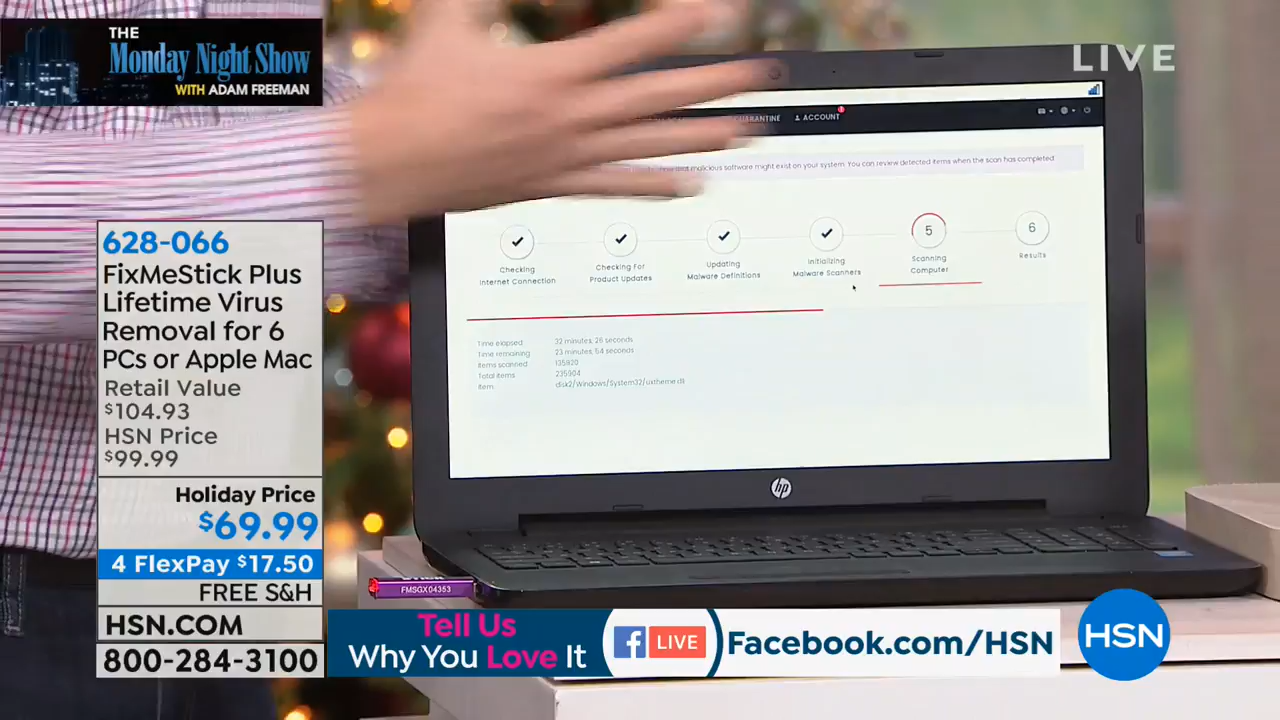 THE
Monday Night Show
WITH ADAM FREEMAN
LIVE
QUARANTINE
ACCOUNT
and malicious software might exist on your system. You can review detected items when the scan has completed
5
6
Checking
Internet Connection
Checking For
Product Updates
Updating
Malware Definitions
Initializing
Malware Scanners
Scanning
Computer
Results
Time elapsed 32 minutes, 26 seconds
Time remaining 23 minutes, 54 seconds
Items scanned 135920
Total items 235904
Item: disk2/Windows/System32/uxtheme.dll
hp
FMSGX04353
628-066
FixMeStick Plus
Lifetime Virus
Removal for 6
PCs or Apple Mac
Retail Value
$104.93
HSN Price
$99.99
Holiday Price
$69.99
4 FlexPay $17.50
FREE S&H
HSN.COM
800-284-3100
Tell Us
Why You Love It
f LIVE
Facebook.com/HSN
HSN